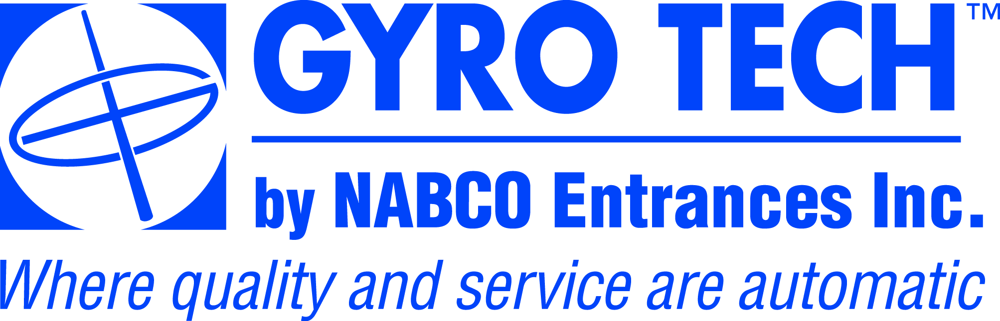 GYRO TECH™
by NABCO Entrances Inc.
Where quality and service are automatic